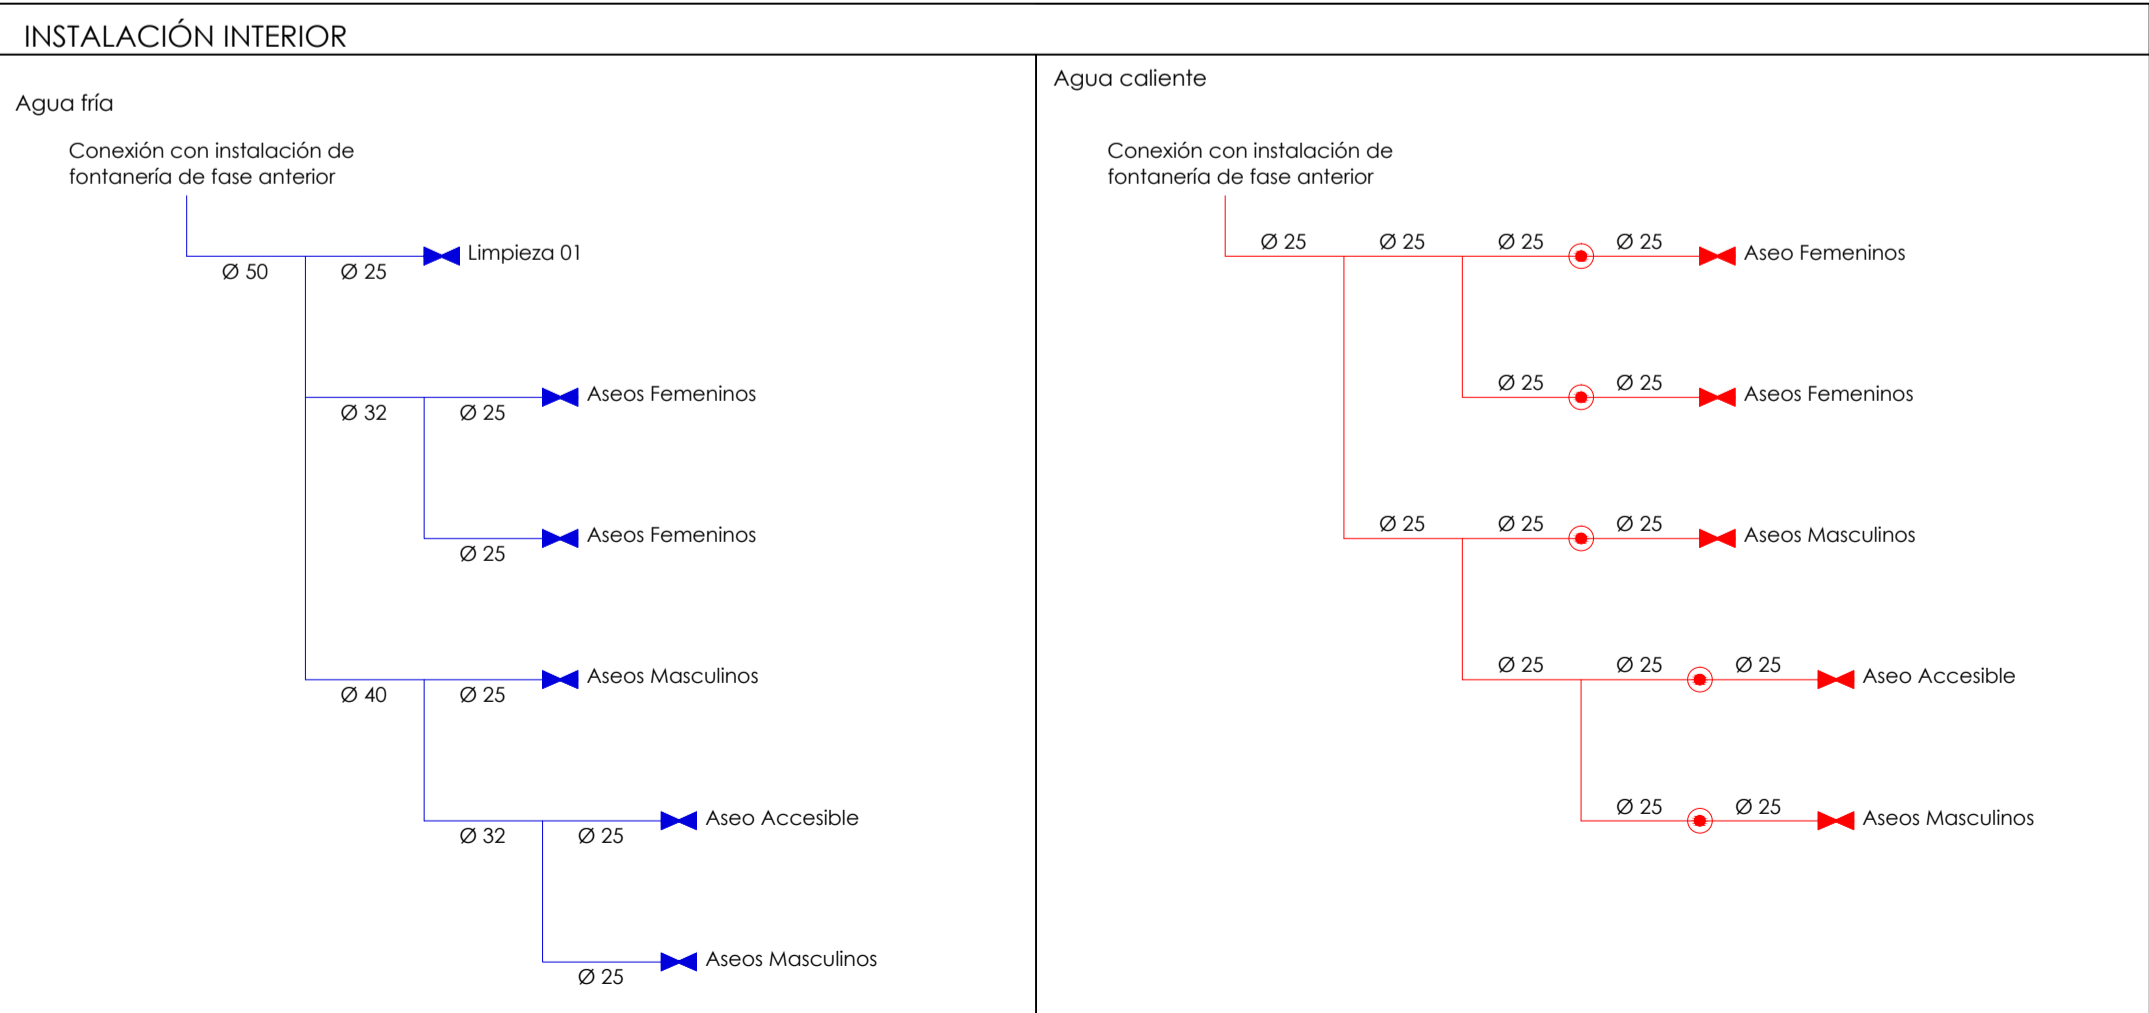 INSTALACIÓN INTERIOR
Agua fría
Conexión con instalación de
fontanería de fase anterior
Limpieza 01
Ø 50
Ø 25
Aseos Femeninos
Ø 32
Ø 25
Aseos Femeninos
Ø 25
Aseos Masculinos
Ø 40
Ø 25
Aseo Accesible
Ø 32
Ø 25
Aseos Masculinos
Ø 25
Agua caliente
Conexión con instalación de
fontanería de fase anterior
Ø 25
Ø 25
Ø 25
Ø 25
Aseo Femeninos
Ø 25
Ø 25
Aseos Femeninos
Ø 25
Ø 25
Ø 25
Aseos Masculinos
Ø 25
Ø 25
Ø 25
Aseo Accesible
Ø 25
Ø 25
Aseos Masculinos